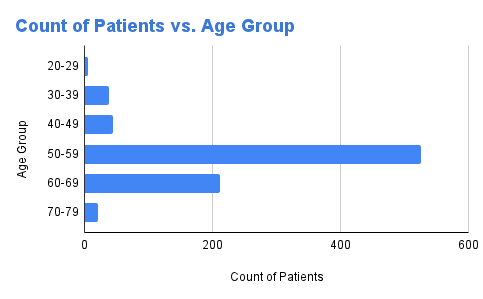 Count of Patients vs. Age Group
20-29
30-39
40-49
50-59
60-69
70-79
Age Group
0 200 400 600
Count of Patients